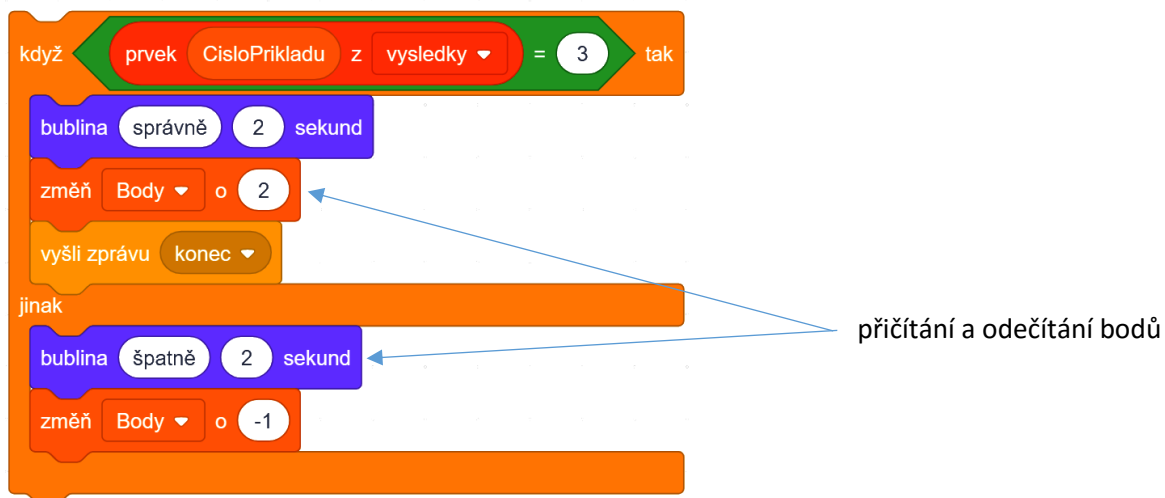 když prvek CisloPrikladu z vysledky = 3 tak
bublina správně 2 sekund
změň Body o 2
vyšli zprávu konec
jinak
přičítání a odečítání bodů
bublina špatně 2 sekund
změň Body o -1